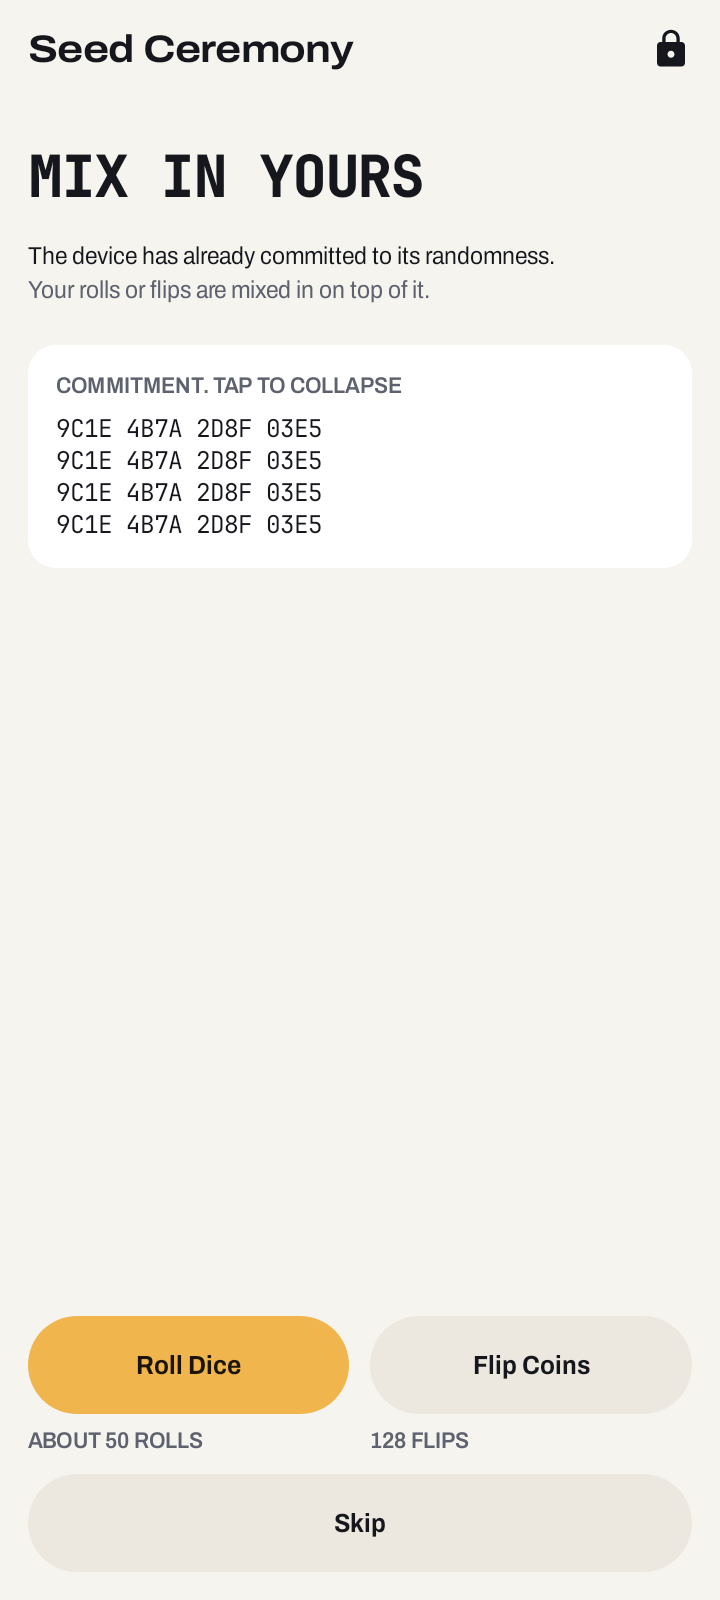 Seed Ceremony
MIX IN YOURS
The device has already committed to its randomness.
Your rolls or flips are mixed in on top of it.
COMMITMENT. TAP TO COLLAPSE
9C1E 4B7A 2D8F 03E5
9C1E 4B7A 2D8F 03E5
9C1E 4B7A 2D8F 03E5
9C1E 4B7A 2D8F 03E5
Roll Dice
Flip Coins
ABOUT 50 ROLLS
128 FLIPS
Skip